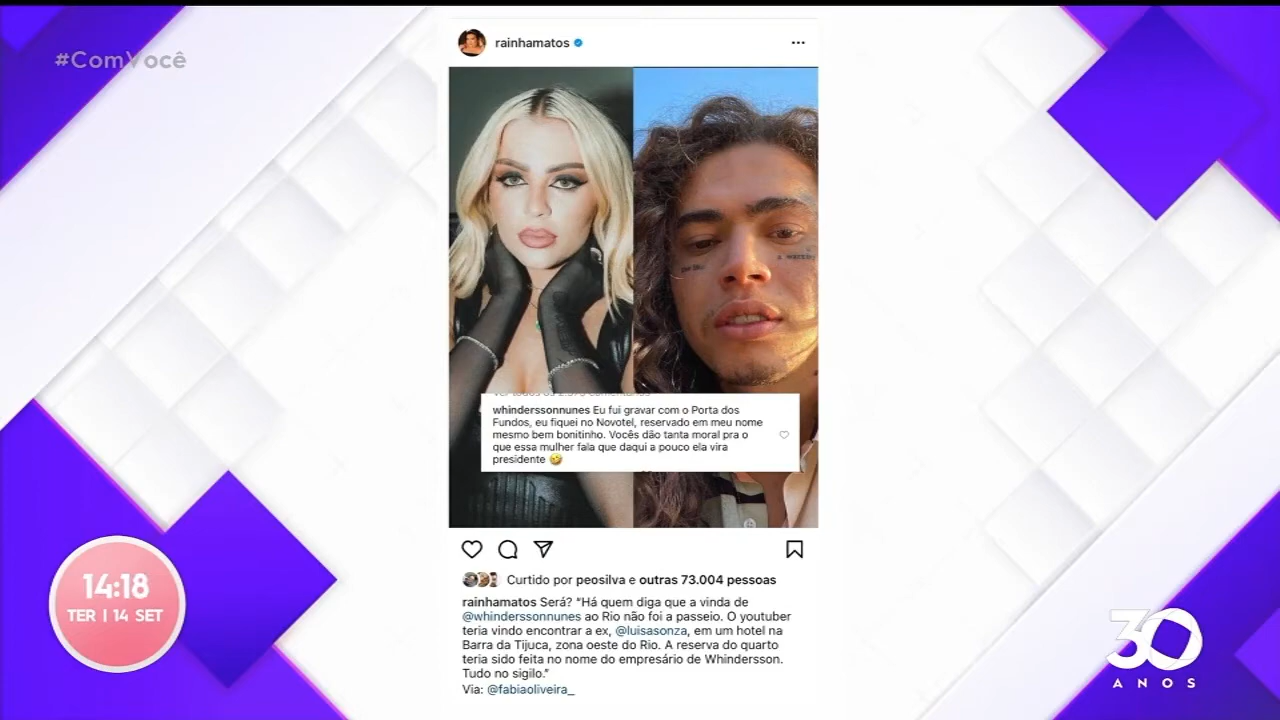 #ComVocê
rainhamatos
whinderssonnunes Eu fui gravar com o Porta dos
Fundos, eu fiquei no Novotel, reservado em meu nome
mesmo bem bonitinho. Vocês dão tanta moral pra o
que essa mulher fala que daqui a pouco ela vira
presidente 🤣
Curtido por peosilva e outras 73.004 pessoas
rainhamatos Será? “Há quem diga que a vinda de
@whinderssonnunes ao Rio não foi a passeio. O youtuber
teria vindo encontrar a ex, @luisasonza, em um hotel na
Barra da Tijuca, zona oeste do Rio. A reserva do quarto
teria sido feita no nome do empresário de Whindersson.
Tudo no sigilo.”
Via: @fabiaoliveira_
14:18
TER | 14 SET
30
ANOS